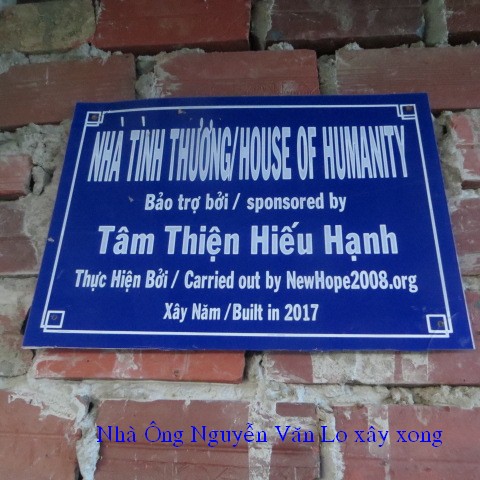 NHÀ TÌNH THƯƠNG/HOUSE OF HUMANITY
Bảo trợ bởi / sponsored by
Tâm Thiện Hiếu Hạnh
Thực Hiện Bởi / Carried out by NewHope2008.org
Xây Năm /Built in 2017
Nhà Ông Nguyễn Văn Lo xây xong